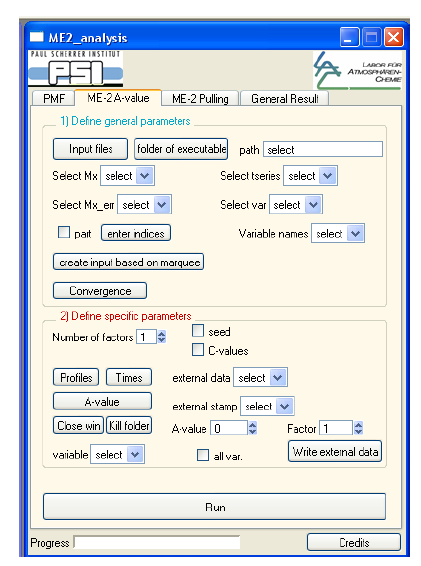 ME2_analysis
PAUL SCHERRER INSTITUT
PSI
LABOR FÜR
ATMOSPHÄREN-
CHEMIE
PMF ME-2 A-value ME-2 Pulling General Result
1) Define general parameters
Input files folder of executable path select
Select Mx select Select tseries select
Select Mx_err select Select var select
part enter indices Variable names select
create input based on marquee
Convergence
2) Define specific parameters
Number of factors 1 seed
C-values
Profiles Times external data select
A-value external stamp select
Close win Kill folder A-value 0 Factor 1
variable select all var. Write external data
Run
Progress Credits